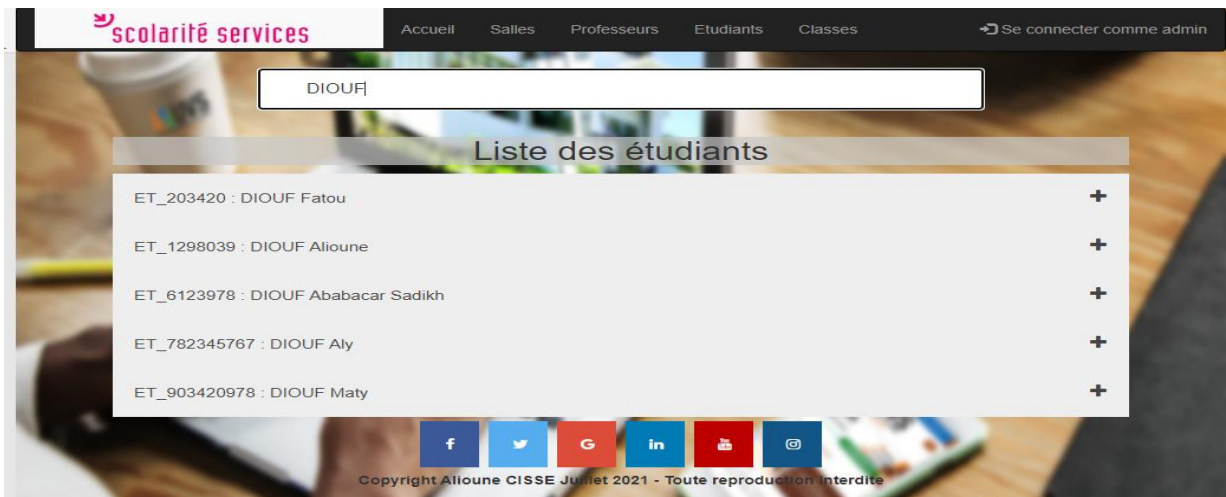 scolarité services
Accueil Salles Professeurs Etudiants Classes Se connecter comme admin
DIOUF
Liste des étudiants
ET_203420 : DIOUF Fatou
ET_1298039 : DIOUF Alioune
ET_6123978 : DIOUF Ababacar Sadikh
ET_782345767 : DIOUF Aly
ET_903420978 : DIOUF Maty
Copyright Alioune CISSE Juillet 2021 - Toute reproduction interdite